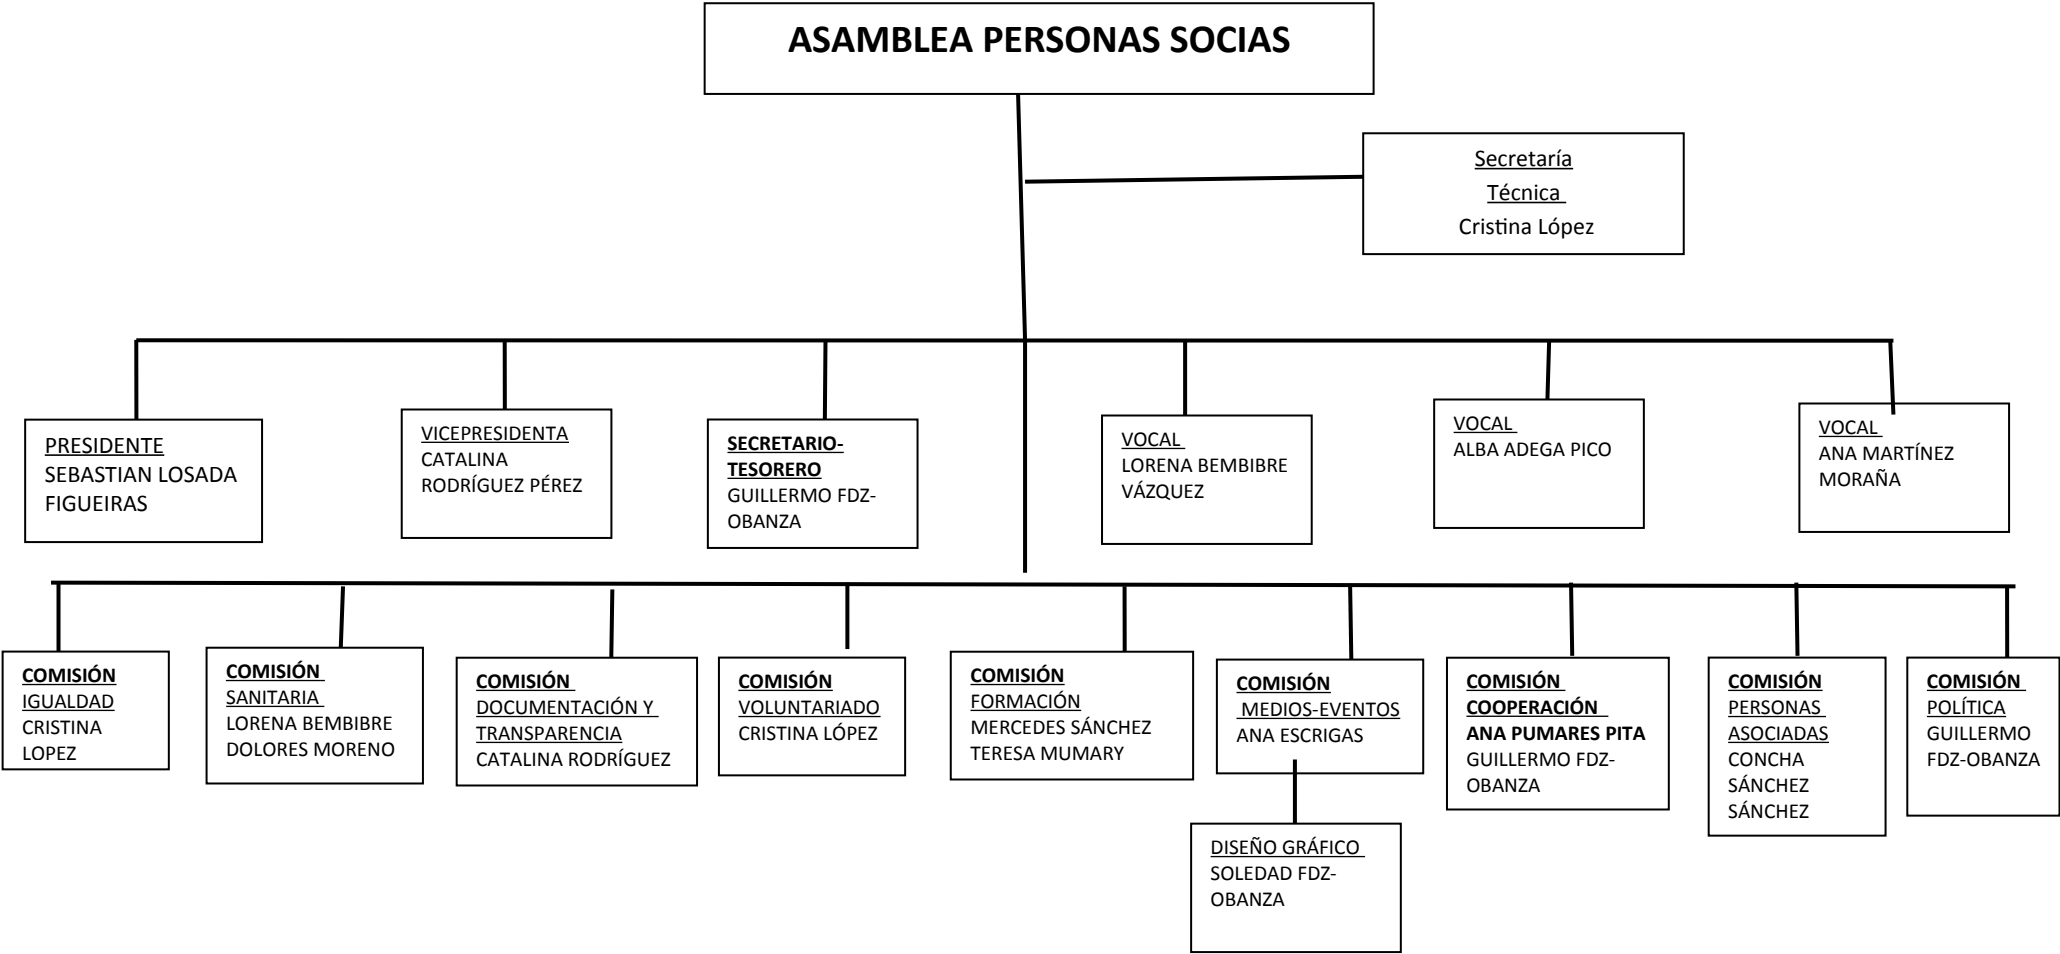 ASAMBLEA PERSONAS SOCIAS
Secretaría
Técnica
Cristina López
PRESIDENTE
SEBASTIAN LOSADA
FIGUEIRAS
VICEPRESIDENTA
CATALINA
RODRÍGUEZ PÉREZ
SECRETARIO-
TESORERO
GUILLERMO FDZ-
OBANZA
VOCAL
LORENA BEMBIBRE
VÁZQUEZ
VOCAL
ALBA ADEGA PICO
VOCAL
ANA MARTÍNEZ
MORAÑA
COMISIÓN
IGUALDAD
CRISTINA
LOPEZ
COMISIÓN
SANITARIA
LORENA BEMBIBRE
DOLORES MORENO
COMISIÓN
DOCUMENTACIÓN Y
TRANSPARENCIA
CATALINA RODRÍGUEZ
COMISIÓN
VOLUNTARIADO
CRISTINA LÓPEZ
COMISIÓN
FORMACIÓN
MERCEDES SÁNCHEZ
TERESA MUMARY
COMISIÓN
MEDIOS-EVENTOS
ANA ESCRIGAS
DISEÑO GRÁFICO
SOLEDAD FDZ-
OBANZA
COMISIÓN
COOPERACIÓN
ANA PUMARES PITA
GUILLERMO FDZ-
OBANZA
COMISIÓN
PERSONAS
ASOCIADAS
CONCHA
SÁNCHEZ
SÁNCHEZ
COMISIÓN
POLÍTICA
GUILLERMO
FDZ-OBANZA